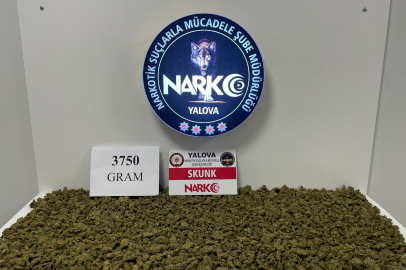 NARKOTİK SUÇLARLA MÜCADELE ŞUBE MÜDÜRLÜĞÜ
NARKO
YALOVA
3750
GRAM
YALOVA
SKUNK
NARKO